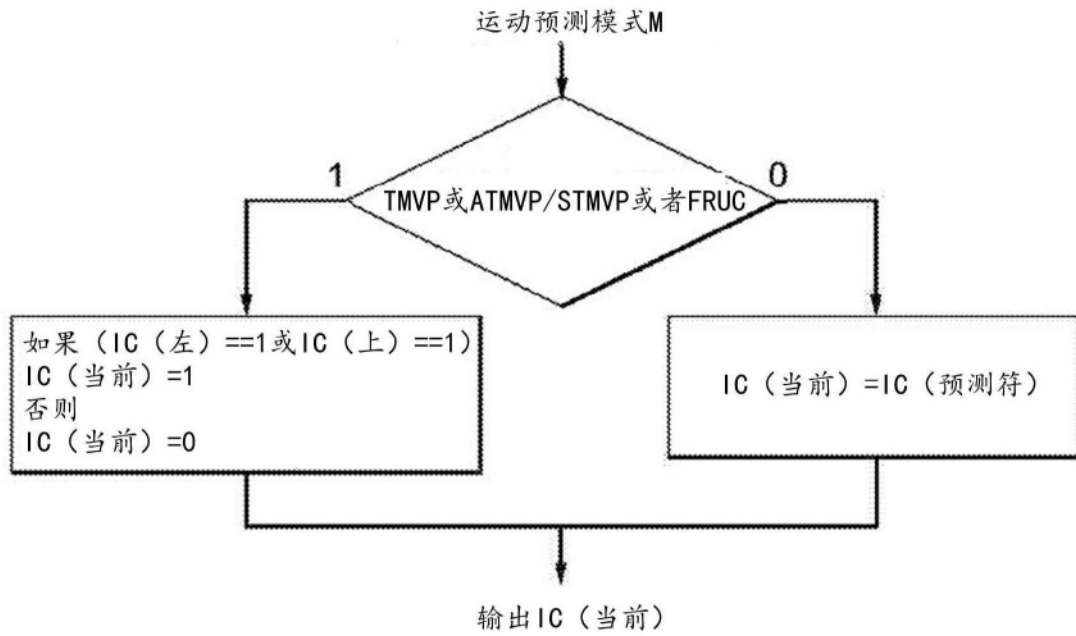 运动预测模式M
1
0
TMVP或ATMVP/STMVP或者FRUC
如果（IC（左）==1或IC（上）==1）
IC（当前）=1
否则
IC（当前）=0
IC（当前）=IC（预测符）
输出IC（当前）